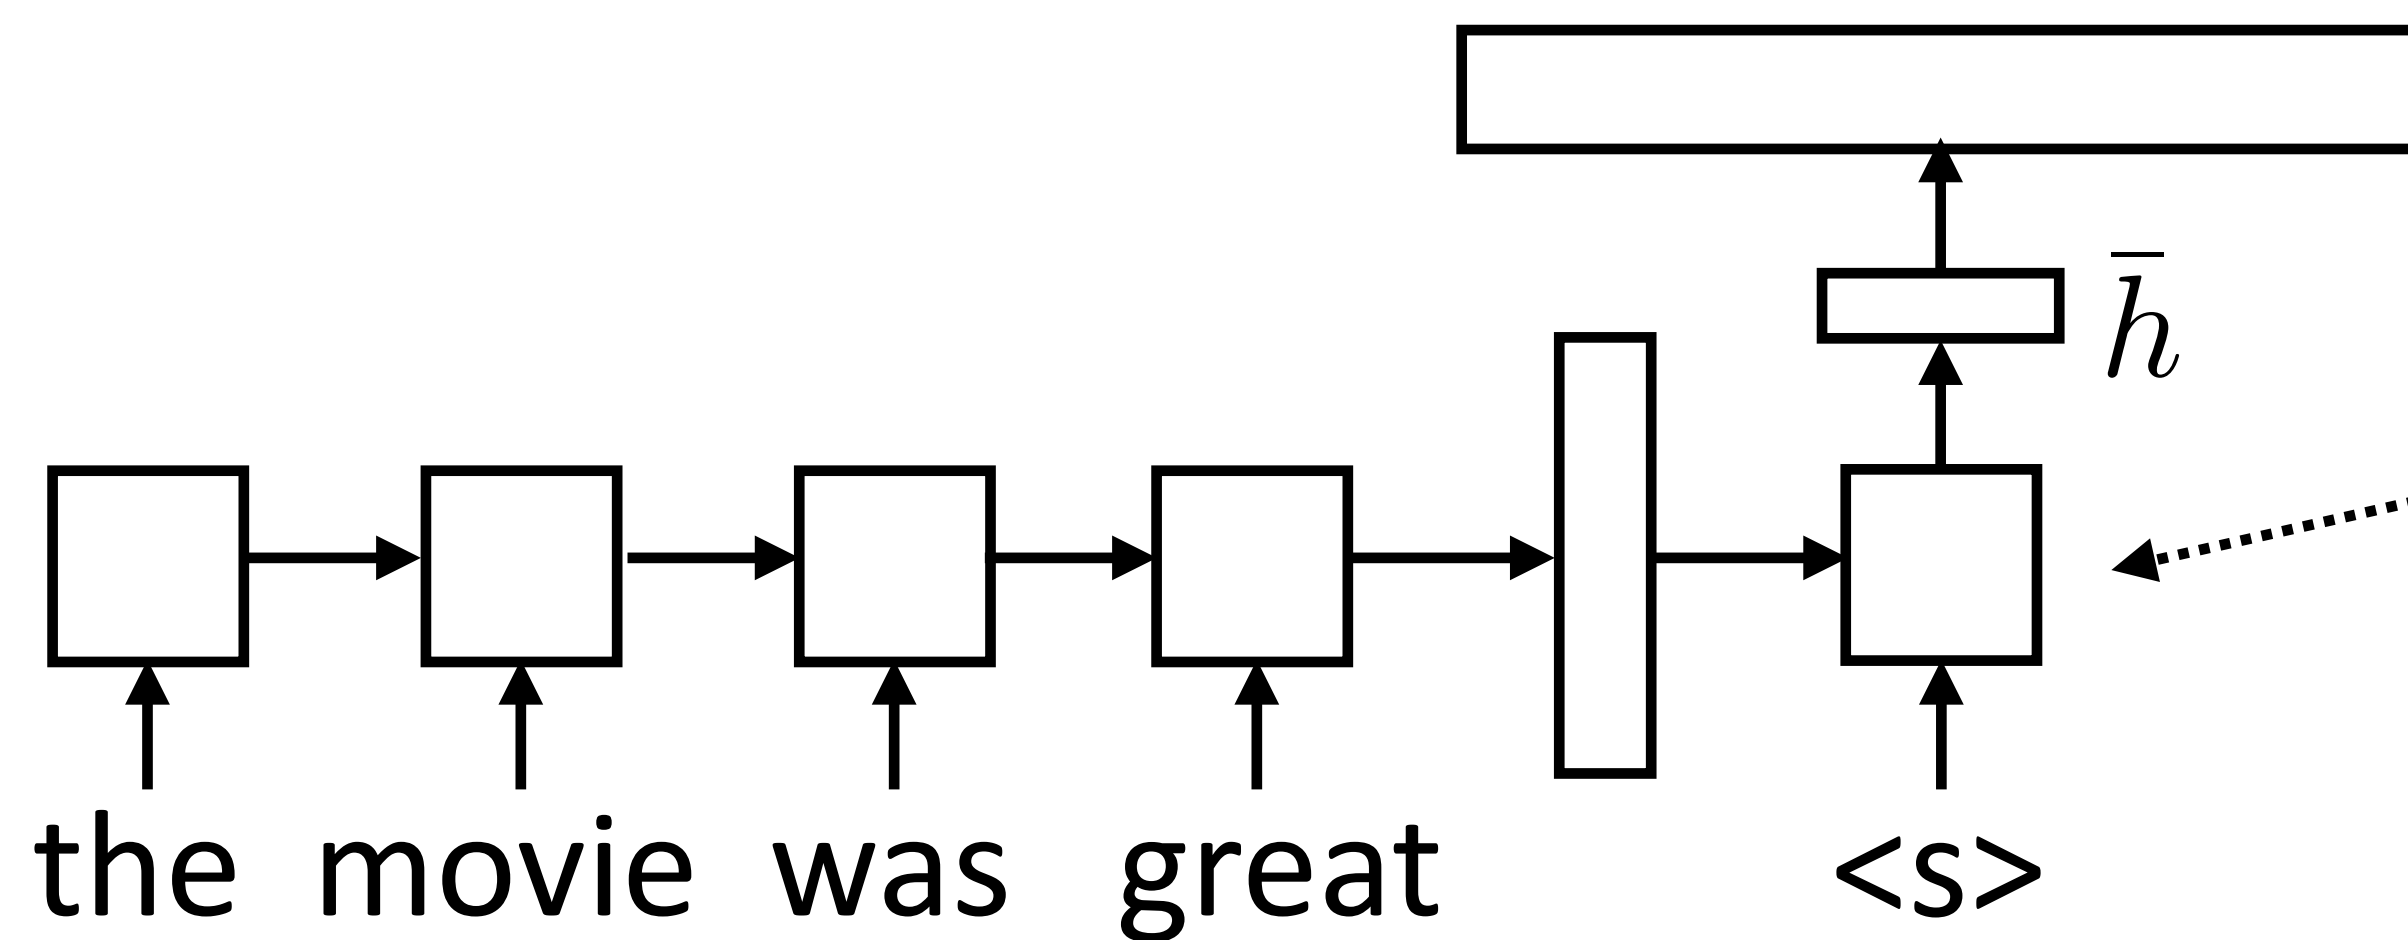 h̄
the movie was great <s>